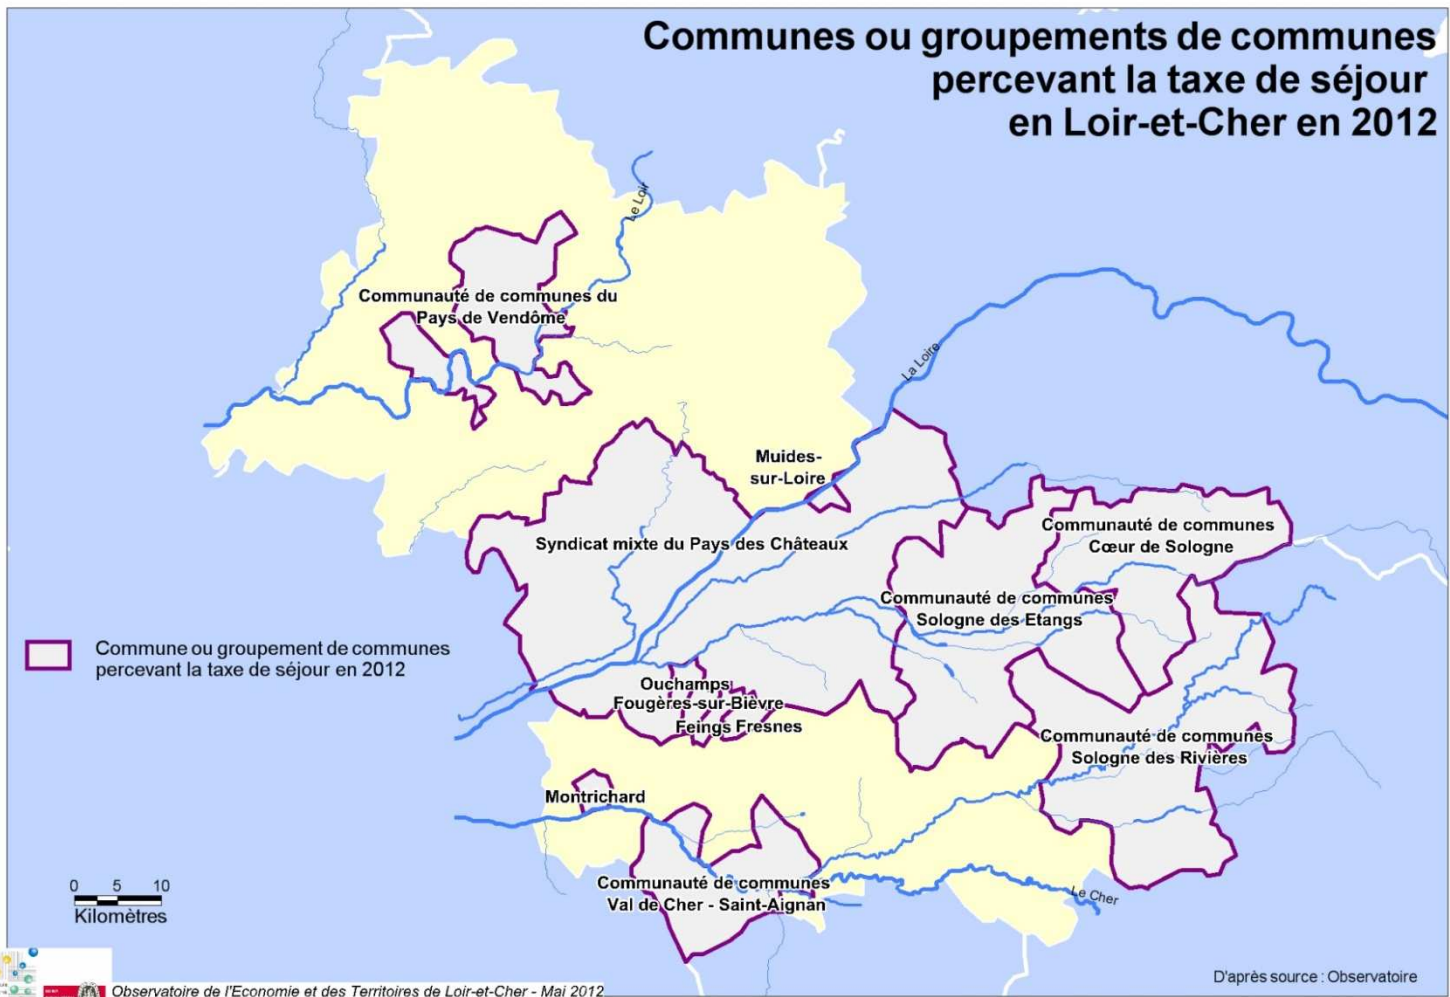 Communes ou groupements de communes
percevant la taxe de séjour
en Loir-et-Cher en 2012
Le Loir
Communauté de communes du
Pays de Vendôme
La Loire
Muides-
sur-Loire
Communauté de communes
Cœur de Sologne
Syndicat mixte du Pays des Châteaux
Communauté de communes
Sologne des Etangs
Commune ou groupement de communes
percevant la taxe de séjour en 2012
Ouchamps
Fougères-sur-Bièvre
Feings Fresnes
Communauté de communes
Sologne des Rivières
Montrichard
Communauté de communes
Val de Cher - Saint-Aignan
Le Cher
0 5 10
Kilomètres
D'après source : Observatoire
Observatoire de l'Economie et des Territoires de Loir-et-Cher - Mai 2012